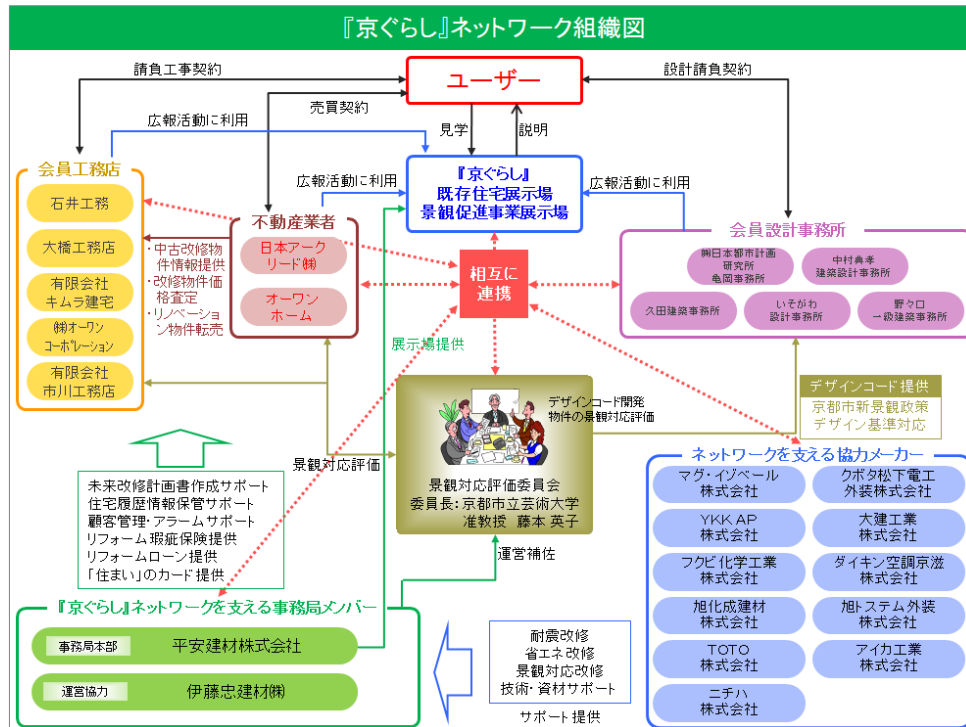 『京ぐらし』ネットワーク組織図
請負工事契約
ユーザー
設計請負契約
売買契約
広報活動に利用
見学
説明
会員工務店
石井工務
大橋工務店
有限会社
キムラ建宅
㈱オーワン
コーポレーション
有限会社
市川工務店
広報活動に利用
『京ぐらし』
既存住宅展示場
景観促進事業展示場
広報活動に利用
不動産業者
日本アーク
リード㈱
オーワン
ホーム
・中古改修物
件情報提供
・改修物件価
格査定
・リノベーショ
ン物件転売
相互に
連携
会員設計事務所
㈱日本都市計画
研究所
亀岡事務所
中村典孝
建築設計事務所
久田建築事務所
いそがわ
設計事務所
野々口
一級建築事務所
展示場提供
デザインコード開発
物件の景観対応評価
デザインコード提供
京都市新景観政策
デザイン基準対応
景観対応評価
景観対応評価委員会
委員長：京都市立芸術大学
准教授 藤本 英子
運営補佐
未来改修計画書作成サポート
住宅履歴情報保管サポート
顧客管理・アラームサポート
リフォーム瑕疵保険提供
リフォームローン提供
「住まい」のカード提供
『京ぐらし』ネットワークを支える事務局メンバー
事務局本部
平安建材株式会社
運営協力
伊藤忠建材㈱
耐震改修
省エネ改修
景観対応改修
技術・資材サポート
サポート提供
ネットワークを支える協力メーカー
マグ・イゾベール
株式会社
クボタ松下電工
外装株式会社
YKK AP
株式会社
大建工業
株式会社
フクビ化学工業
株式会社
ダイキン空調京滋
株式会社
旭化成建材
株式会社
旭トステム外装
株式会社
TOTO
株式会社
アイカ工業
株式会社
ニチハ
株式会社